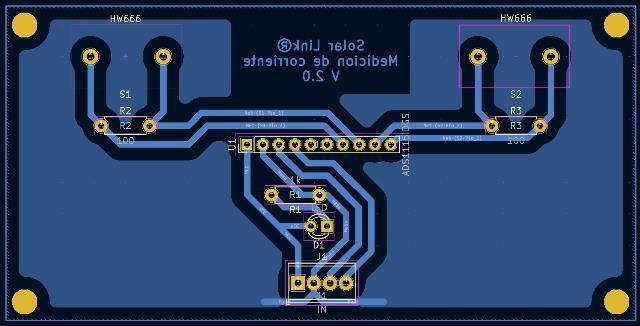 HW666
HW666
Solar Link®
Medicion de corriente
V 2.0
S1
S2
R2
R3
R2
R3
100
100
U1
ADS1115IDGS
1k
R1
LED
R1
D1
J1
IN